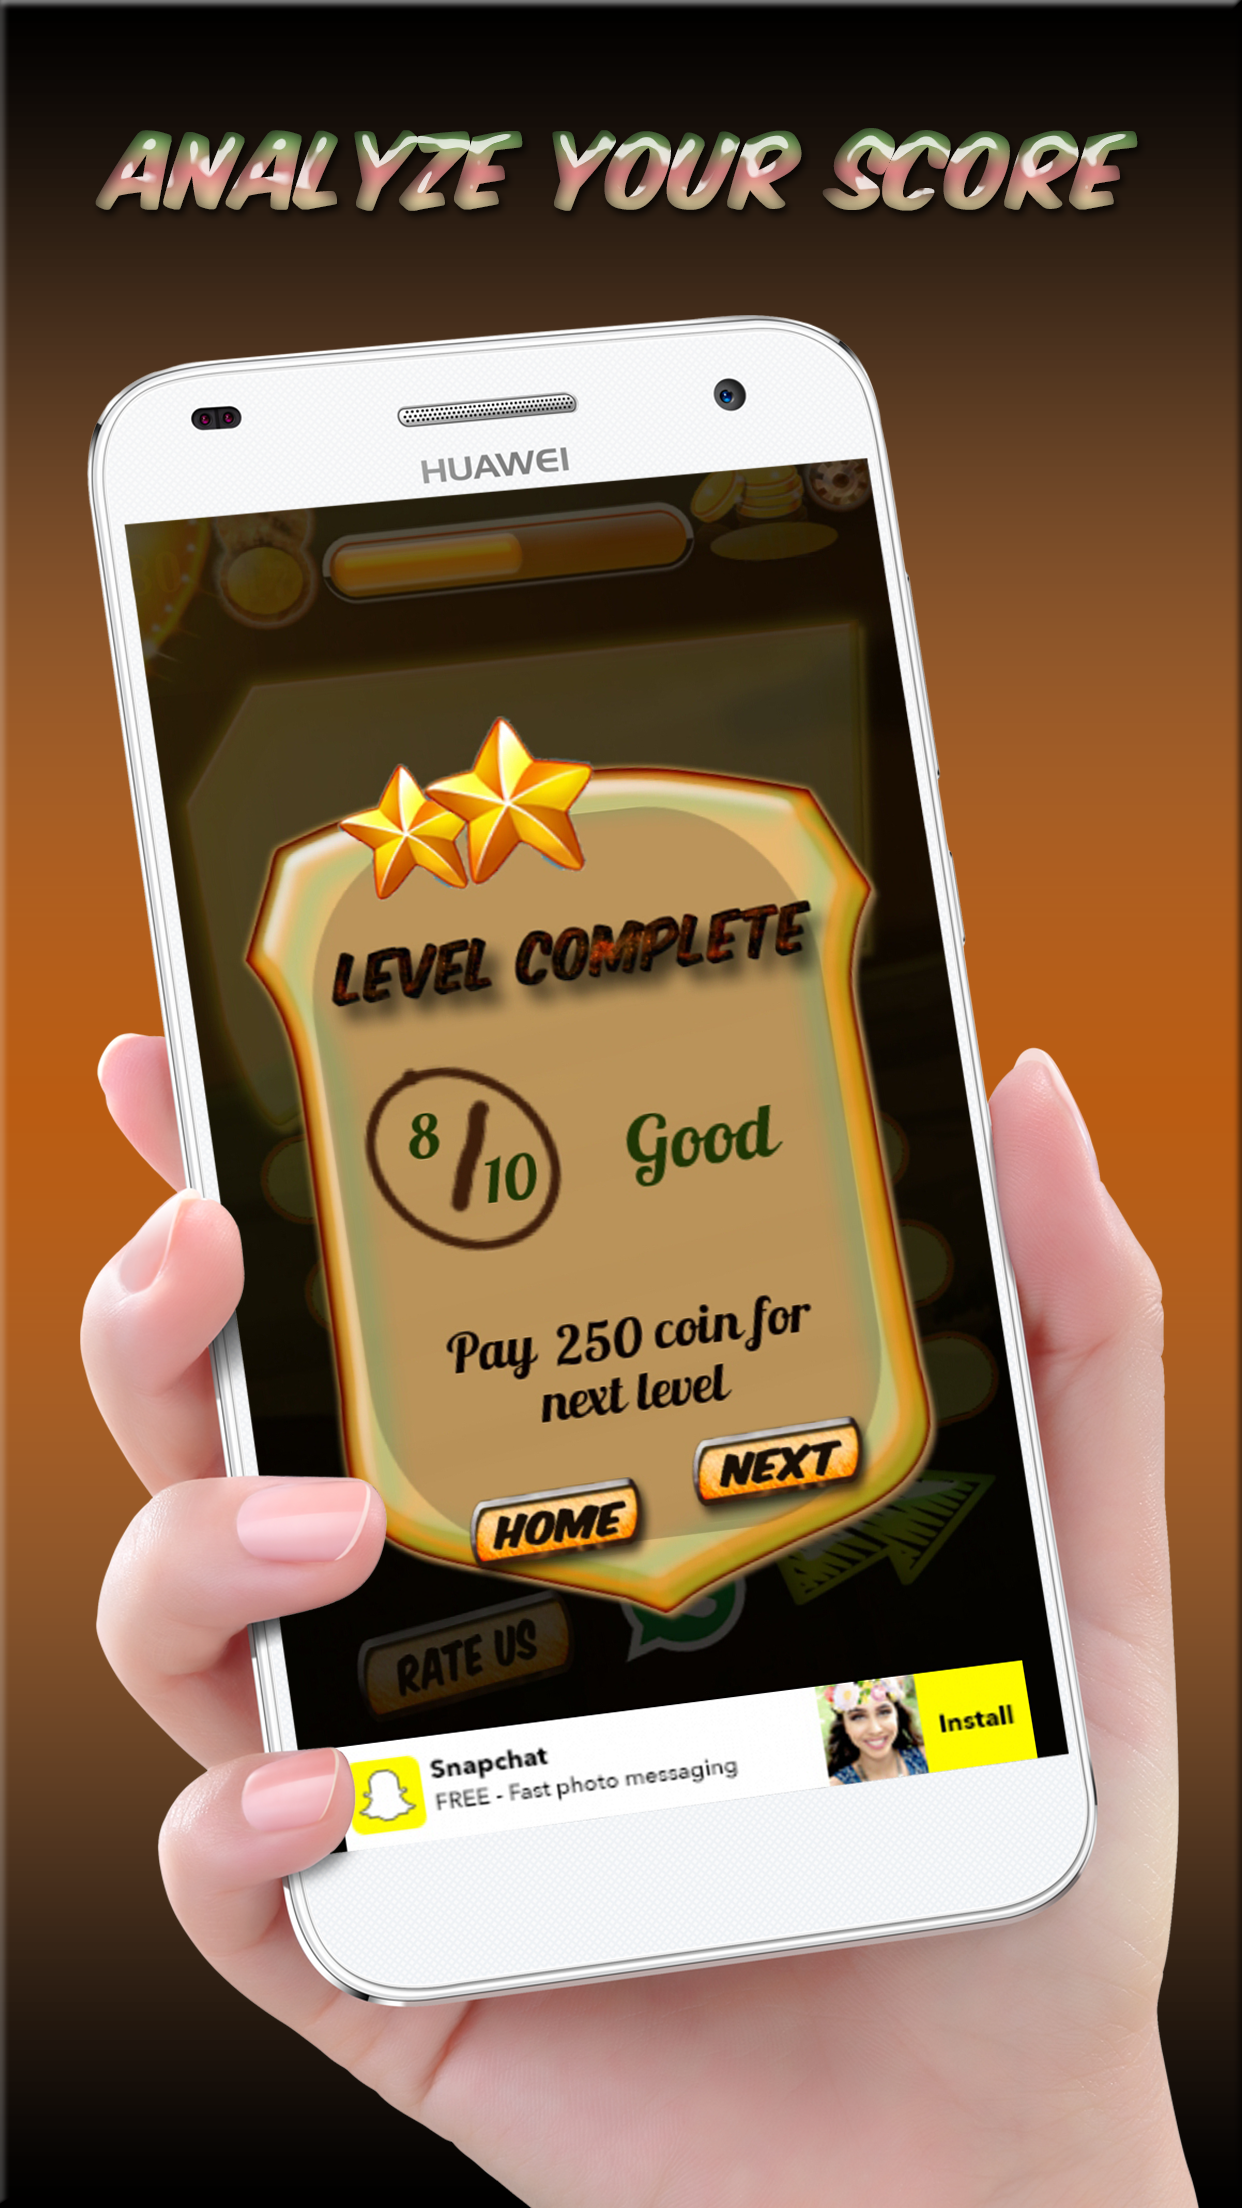 ANALYZE YOUR SCORE
HUAWEI
LEVEL COMPLETE
8/10
Good
Pay 250 coin for
next level
NEXT
HOME
RATE US
Snapchat
FREE - Fast photo messaging
Install